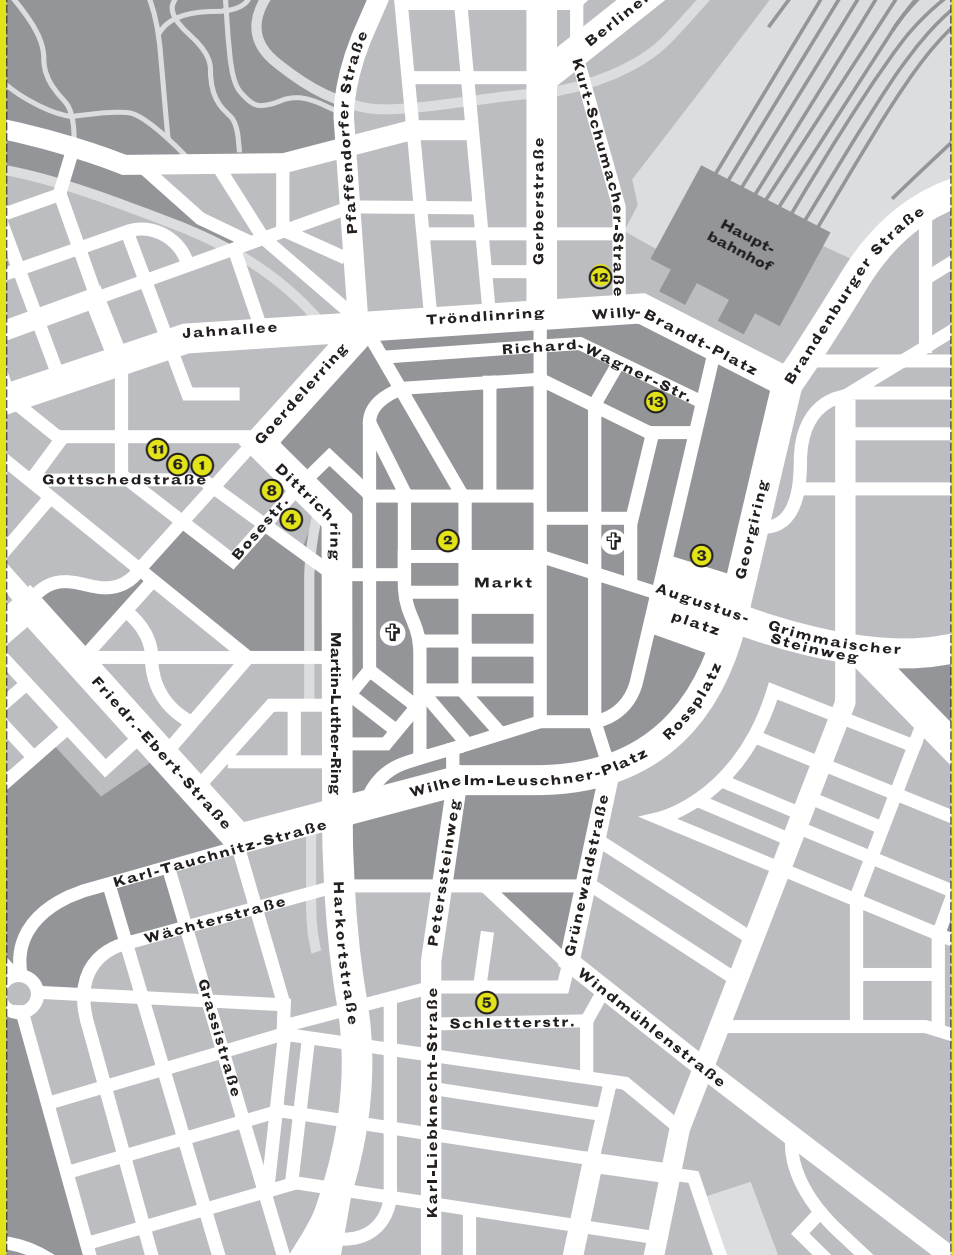 Berliner
Pfaffendorfer Straße
Kurt-Schumacher-Straße
Gerberstraße
Haupt-
bahnhof
Brandenburger Straße
12
Jahnallee
Tröndlinring
Willy-Brandt-Platz
Richard-Wagner-Str.
Goerdelerring
13
11
6
1
Gottschedstraße
Dittrichring
8
4
Bosestr.
2
3
Georgiring
Markt
Augustus-
platz
Grimmaischer
Steinweg
Martin-Luther-Ring
Friedr.-Ebert-Straße
Rossplatz
Wilhelm-Leuschner-Platz
Karl-Tauchnitz-Straße
Peterssteinweg
Grünewaldstraße
Wächterstraße
Harkortstraße
Grassistraße
Windmühlenstraße
5
Schletterstr.
Karl-Liebknecht-Straße